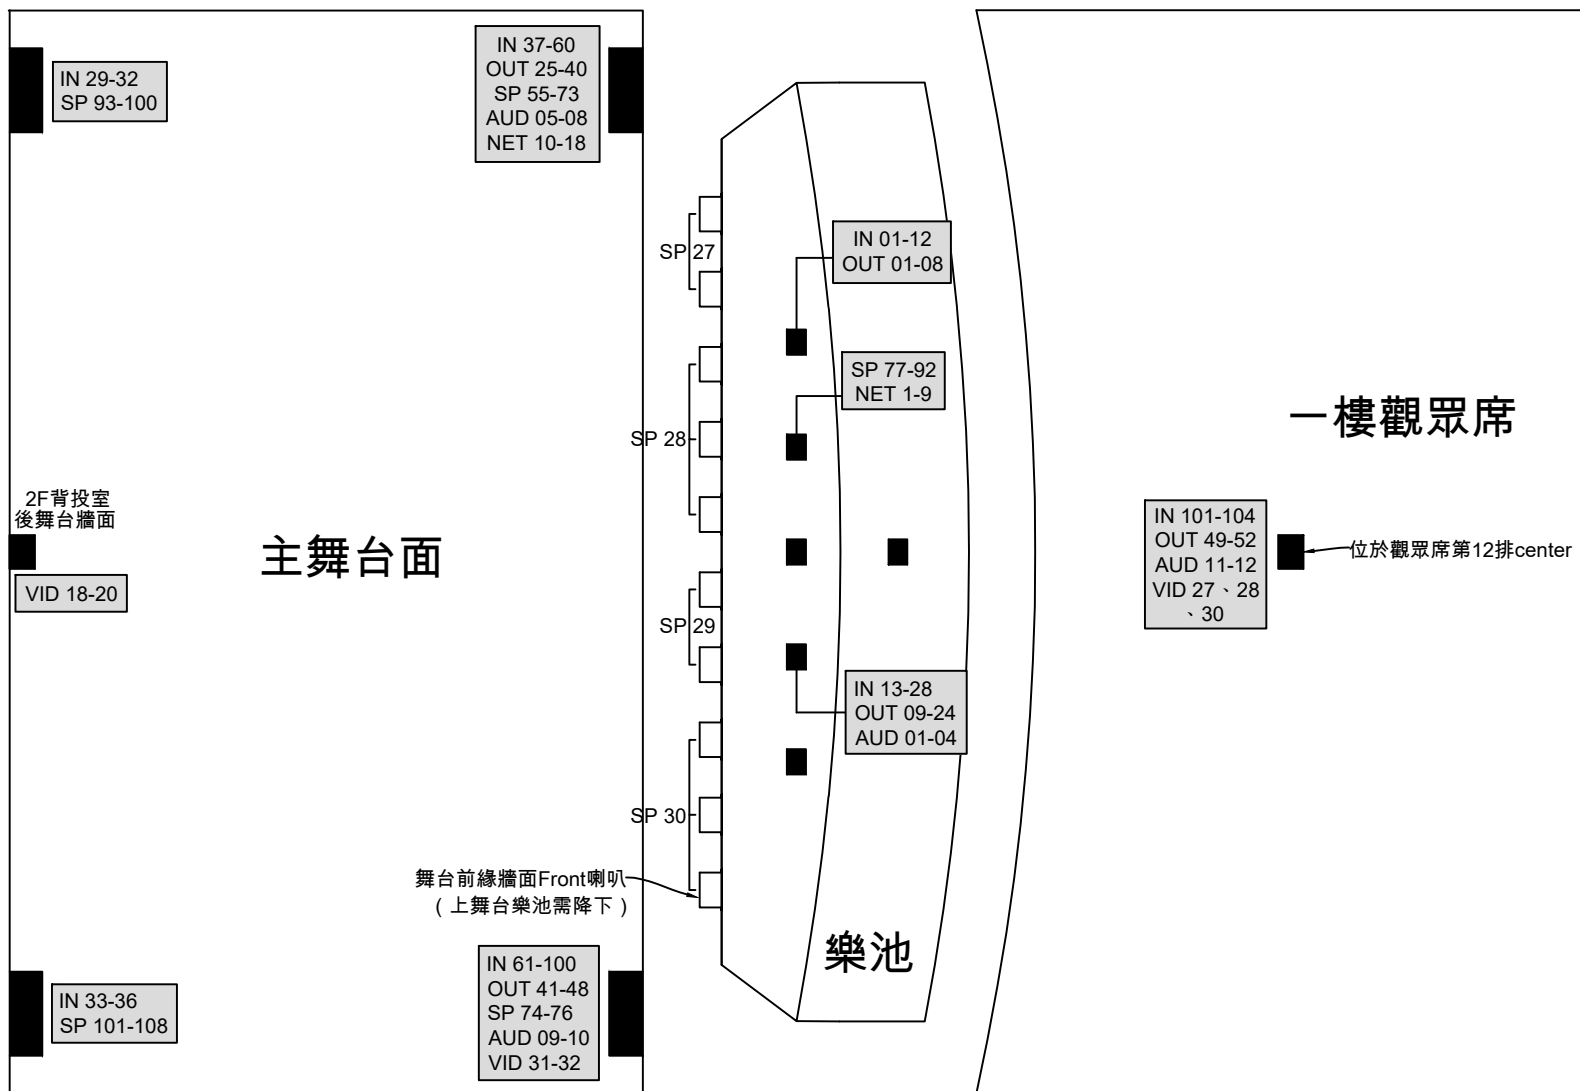 IN 29-32
SP 93-100
IN 37-60
OUT 25-40
SP 55-73
AUD 05-08
NET 10-18
SP 27
IN 01-12
OUT 01-08
SP 77-92
NET 1-9
SP 28
一樓觀眾席
2F背投室
後舞台牆面
VID 18-20
主舞台面
IN 101-104
OUT 49-52
AUD 11-12
VID 27、28
、30
位於觀眾席第12排center
SP 29
IN 13-28
OUT 09-24
AUD 01-04
SP 30
舞台前緣牆面Front喇叭
（上舞台樂池需降下）
樂池
IN 33-36
SP 101-108
IN 61-100
OUT 41-48
SP 74-76
AUD 09-10
VID 31-32